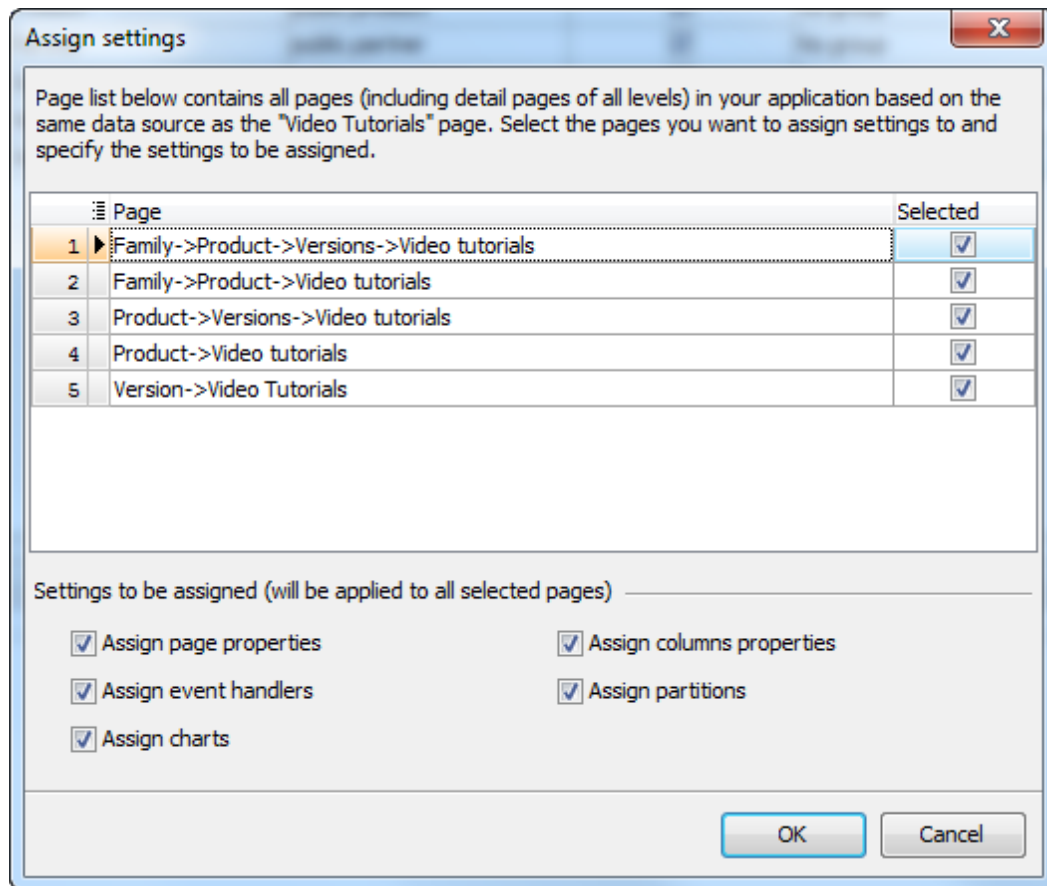 Assign settings
Page list below contains all pages (including detail pages of all levels) in your application based on the
same data source as the "Video Tutorials" page. Select the pages you want to assign settings to and
specify the settings to be assigned.
Page Selected
1 Family->Product->Versions->Video tutorials
2 Family->Product->Video tutorials
3 Product->Versions->Video tutorials
4 Product->Video tutorials
5 Version->Video Tutorials
Settings to be assigned (will be applied to all selected pages)
Assign page properties Assign columns properties
Assign event handlers Assign partitions
Assign charts
OK Cancel